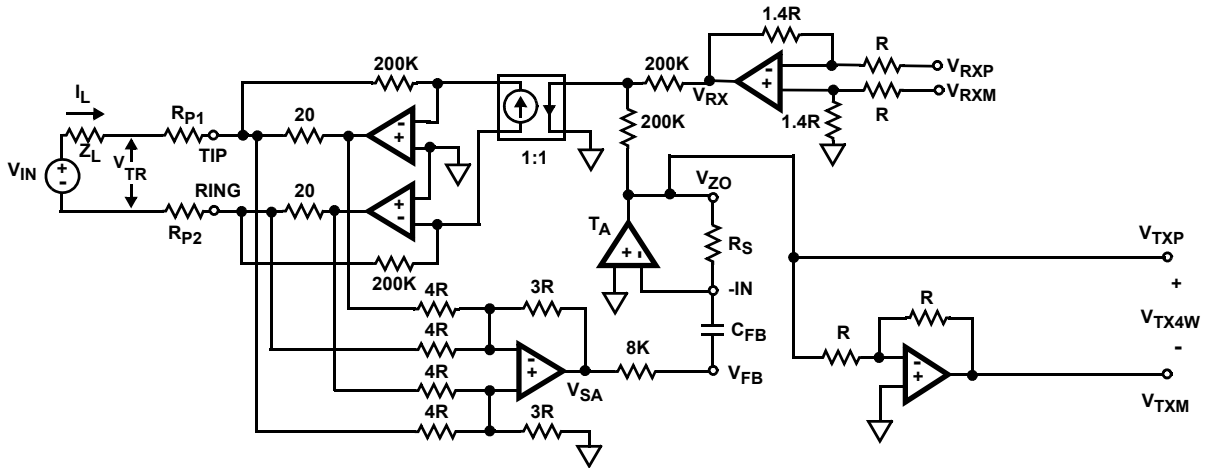 1.4R
R
200K
200K
V_RXP
V_RXM
V_RX
R
1.4R
200K
1:1
I_L
R_P1
20
Z_L
TIP
V_IN
+
-
V_TR
-
+
+
-
-
+
RING
20
R_P2
200K
V_ZO
T_A
R_S
+
-
-IN
C_FB
V_FB
4R
3R
4R
4R
4R
3R
-
+
V_SA
8K
V_TXP
+
V_TX4W
-
V_TXM
R
R
-
+